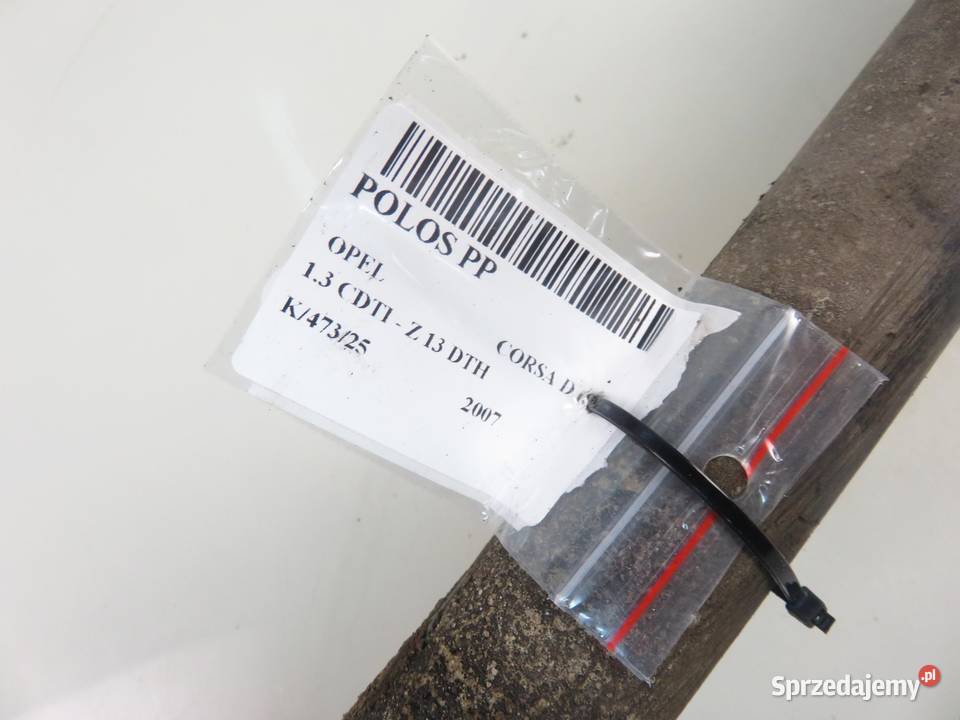 POLOS PP
OPEL CORSA D
1.3 CDTI - Z 13 DTH
K/473/25 2007
Sprzedajemy.pl